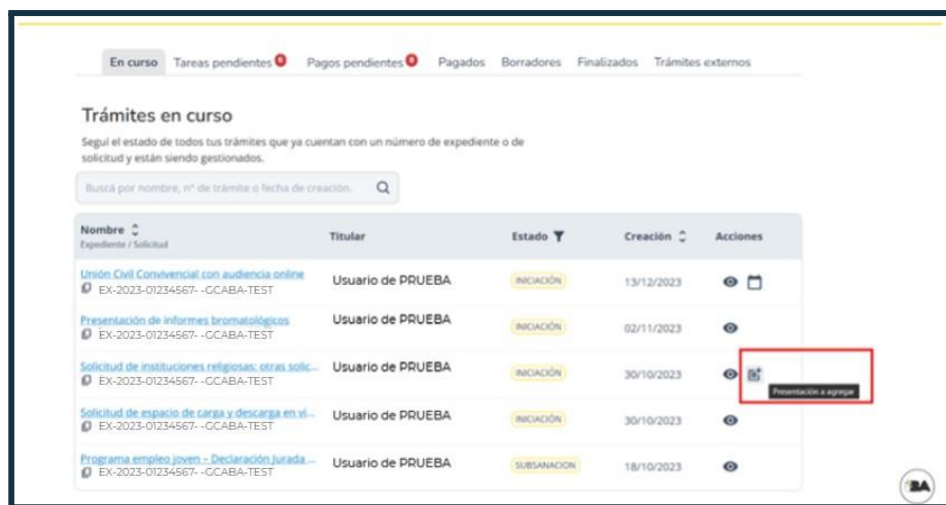 En curso Tareas pendientes 0 Pagos pendientes 0 Pagados Borradores Finalizados Trámites externos
Trámites en curso
Seguí el estado de todos tus trámites que ya cuentan con un número de expediente o de
solicitud y están siendo gestionados.
Buscá por nombre, n° de trámite o fecha de creación.
Nombre Titular Estado Creación Acciones
Expediente / Solicitud
Unión Civil Convivencial con audiencia online Usuario de PRUEBA INICIACIÓN 13/12/2023
EX-2023-01234567- -GCABA-TEST
Presentación de informes bromatológicos Usuario de PRUEBA INICIACIÓN 02/11/2023
EX-2023-01234567- -GCABA-TEST
Solicitud de instituciones religiosas: otras solic... Usuario de PRUEBA INICIACIÓN 30/10/2023
EX-2023-01234567- -GCABA-TEST
Presentación a agregar
Solicitud de espacio de carga y descarga en ví... Usuario de PRUEBA INICIACIÓN 30/10/2023
EX-2023-01234567- -GCABA-TEST
Programa empleo joven - Declaración Jurada ... Usuario de PRUEBA SUBSANACION 18/10/2023
EX-2023-01234567- -GCABA-TEST
BA